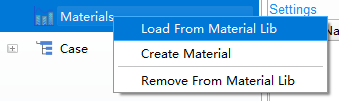 Materials
Load From Material Lib
Settings
Case
Create Material
Remove From Material Lib